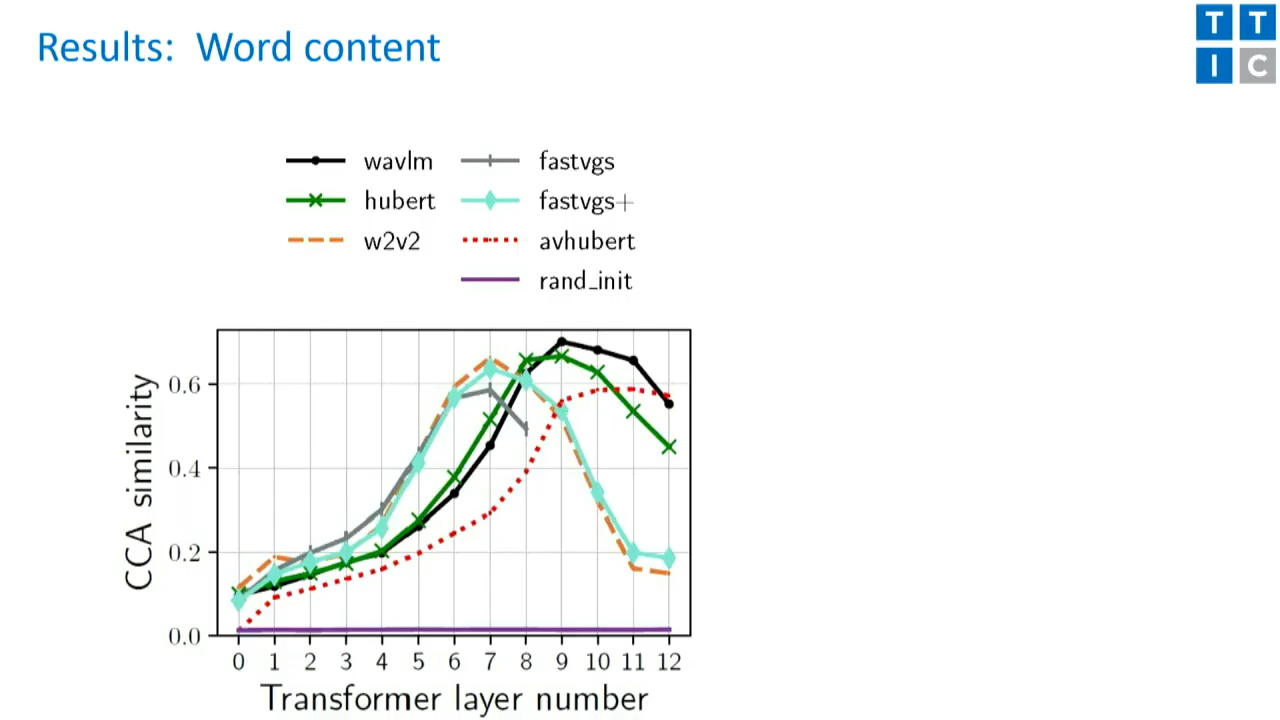 Results: Word content
T T
I C
wavlm
hubert
w2v2
fastvgs
fastvgs+
avhubert
rand_init
CCA similarity
0.6
0.4
0.2
0.0
0 1 2 3 4 5 6 7 8 9 10 11 12
Transformer layer number